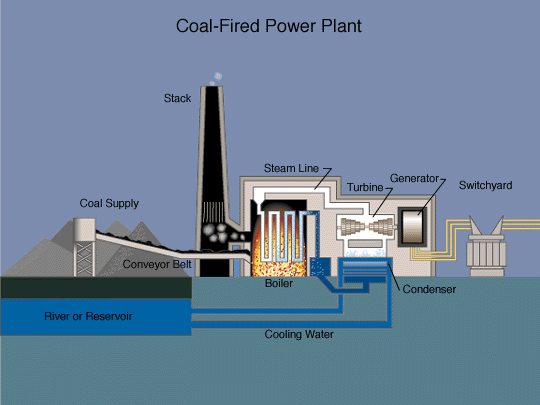 Coal-Fired Power Plant
Stack
Steam Line
Generator
Turbine
Switchyard
Coal Supply
Conveyor Belt
Boiler
Condenser
River or Reservoir
Cooling Water